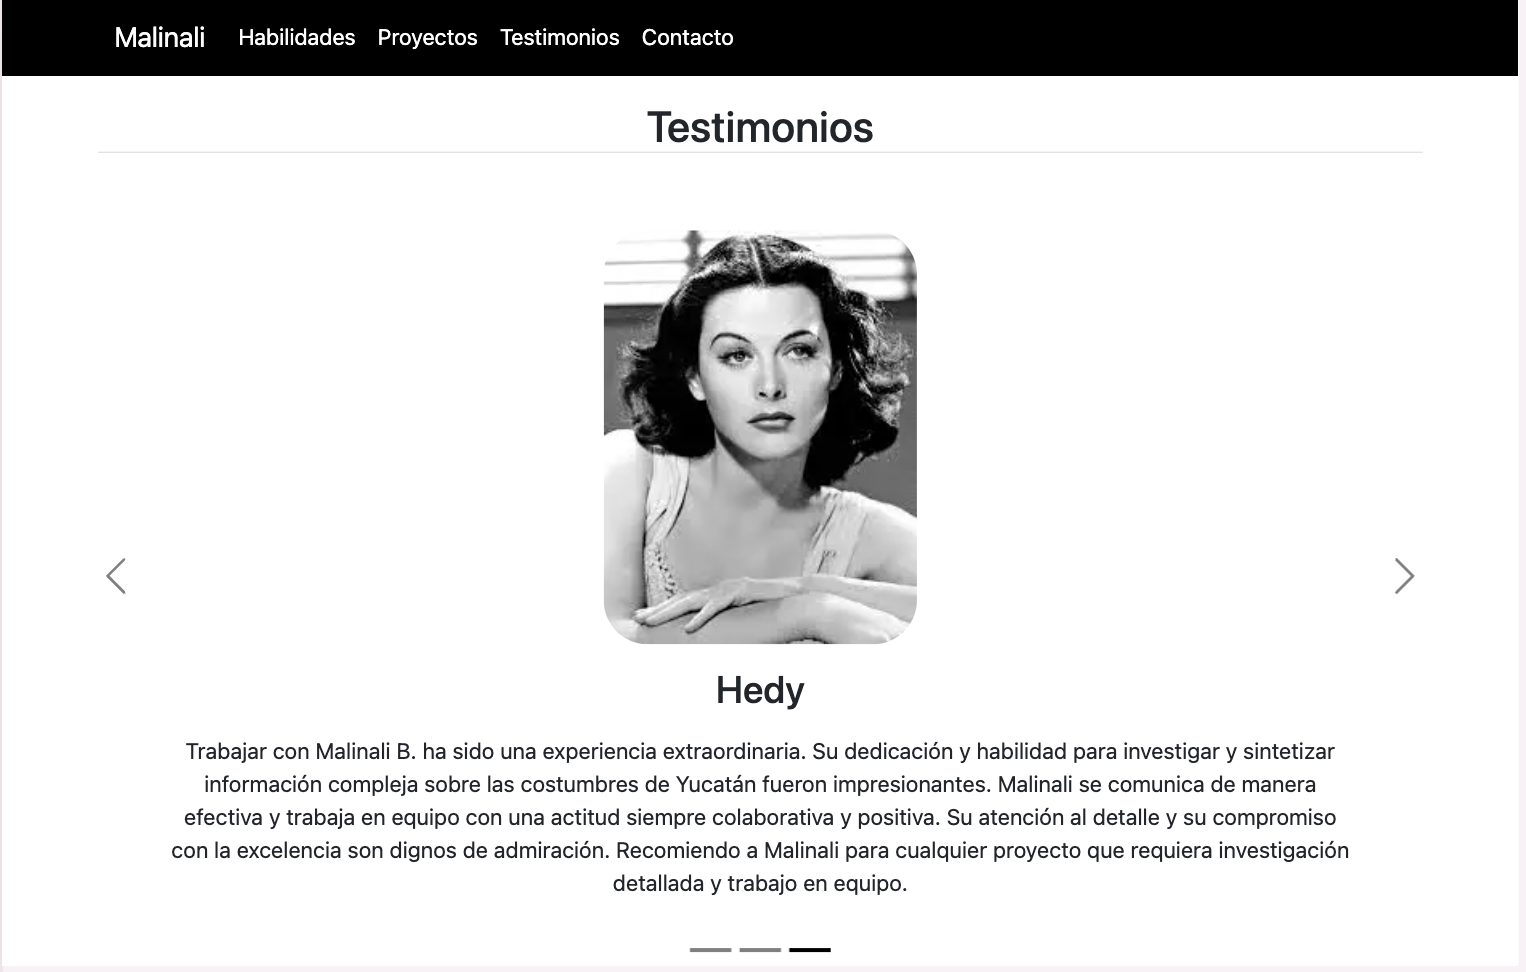 Malinali Habilidades Proyectos Testimonios Contacto
Testimonios
Hedy
Trabajar con Malinali B. ha sido una experiencia extraordinaria. Su dedicación y habilidad para investigar y sintetizar
información compleja sobre las costumbres de Yucatán fueron impresionantes. Malinali se comunica de manera
efectiva y trabaja en equipo con una actitud siempre colaborativa y positiva. Su atención al detalle y su compromiso
con la excelencia son dignos de admiración. Recomiendo a Malinali para cualquier proyecto que requiera investigación
detallada y trabajo en equipo.